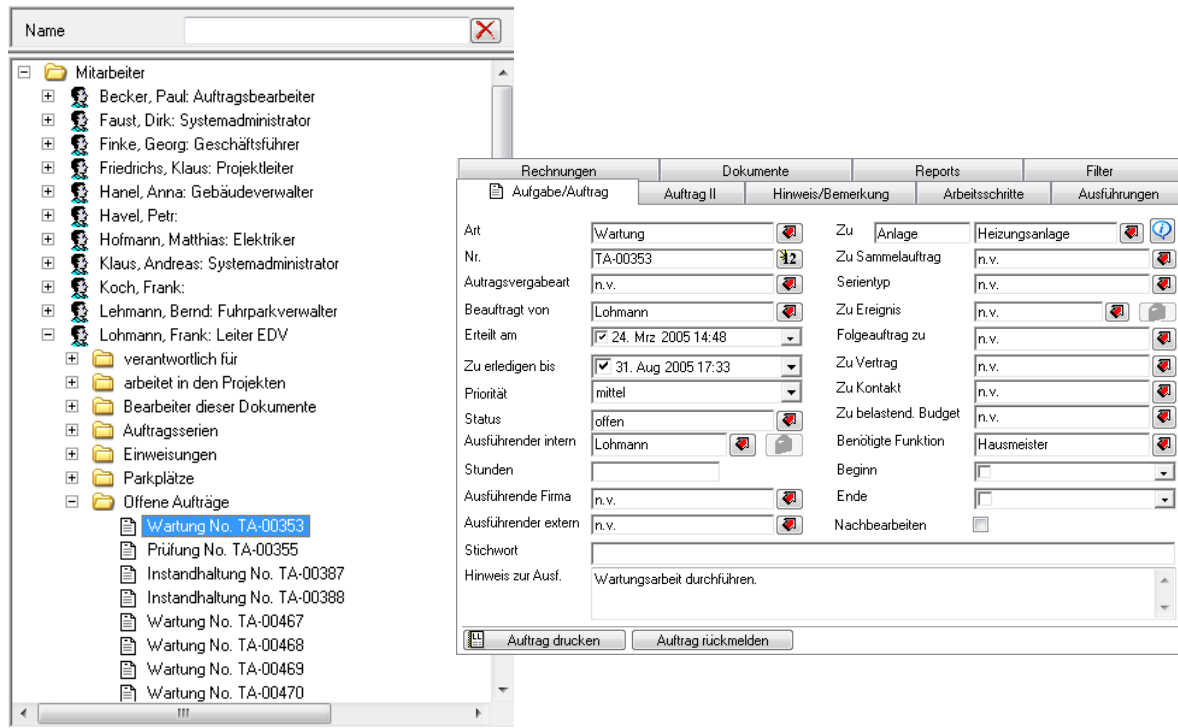 Name
Mitarbeiter
Becker, Paul: Auftragsbearbeiter
Faust, Dirk: Systemadministrator
Finke, Georg: Geschäftsführer
Friedrichs, Klaus: Projektleiter
Hanel, Anna: Gebäudeverwalter
Havel, Petr:
Hofmann, Matthias: Elektriker
Klaus, Andreas: Systemadministrator
Koch, Frank:
Lehmann, Bernd: Fuhrparkverwalter
Lohmann, Frank: Leiter EDV
verantwortlich für
arbeitet in den Projekten
Bearbeiter dieser Dokumente
Auftragsserien
Einweisungen
Parkplätze
Offene Aufträge
Wartung No. TA-00353
Prüfung No. TA-00355
Instandhaltung No. TA-00387
Instandhaltung No. TA-00388
Wartung No. TA-00467
Wartung No. TA-00468
Wartung No. TA-00469
Wartung No. TA-00470
Rechnungen Dokumente Reports Filter
Aufgabe/Auftrag Auftrag II Hinweis/Bemerkung Arbeitsschritte Ausführungen
Art Wartung Zu Anlage Heizungsanlage
Nr. TA-00353 12 Zu Sammelauftrag n.v.
Autragsvergabeart n.v. Serientyp n.v.
Beauftragt von Lohmann Zu Ereignis n.v.
Erteilt am 24. Mrz 2005 14:48 Folgeauftrag zu n.v.
Zu erledigen bis 31. Aug 2005 17:33 Zu Vertrag n.v.
Priorität mittel Zu Kontakt n.v.
Status offen Zu belastend. Budget n.v.
Ausführender intern Lohmann Benötigte Funktion Hausmeister
Stunden Beginn
Ausführende Firma n.v. Ende
Ausführender extern n.v. Nachbearbeiten
Stichwort
Hinweis zur Ausf. Wartungsarbeit durchführen.
Auftrag drucken Auftrag rückmelden